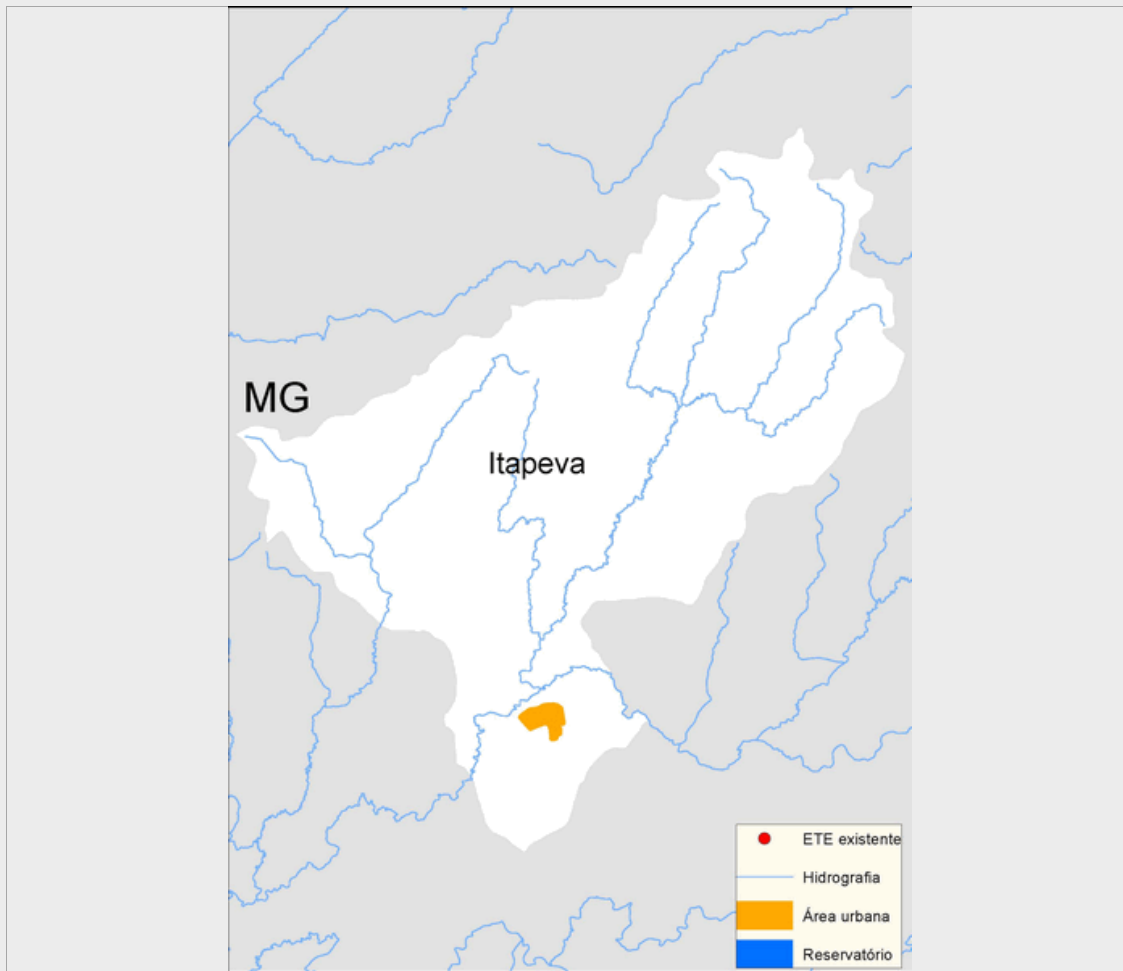 MG
Itapeva
ETE existente
Hidrografia
Área urbana
Reservatório